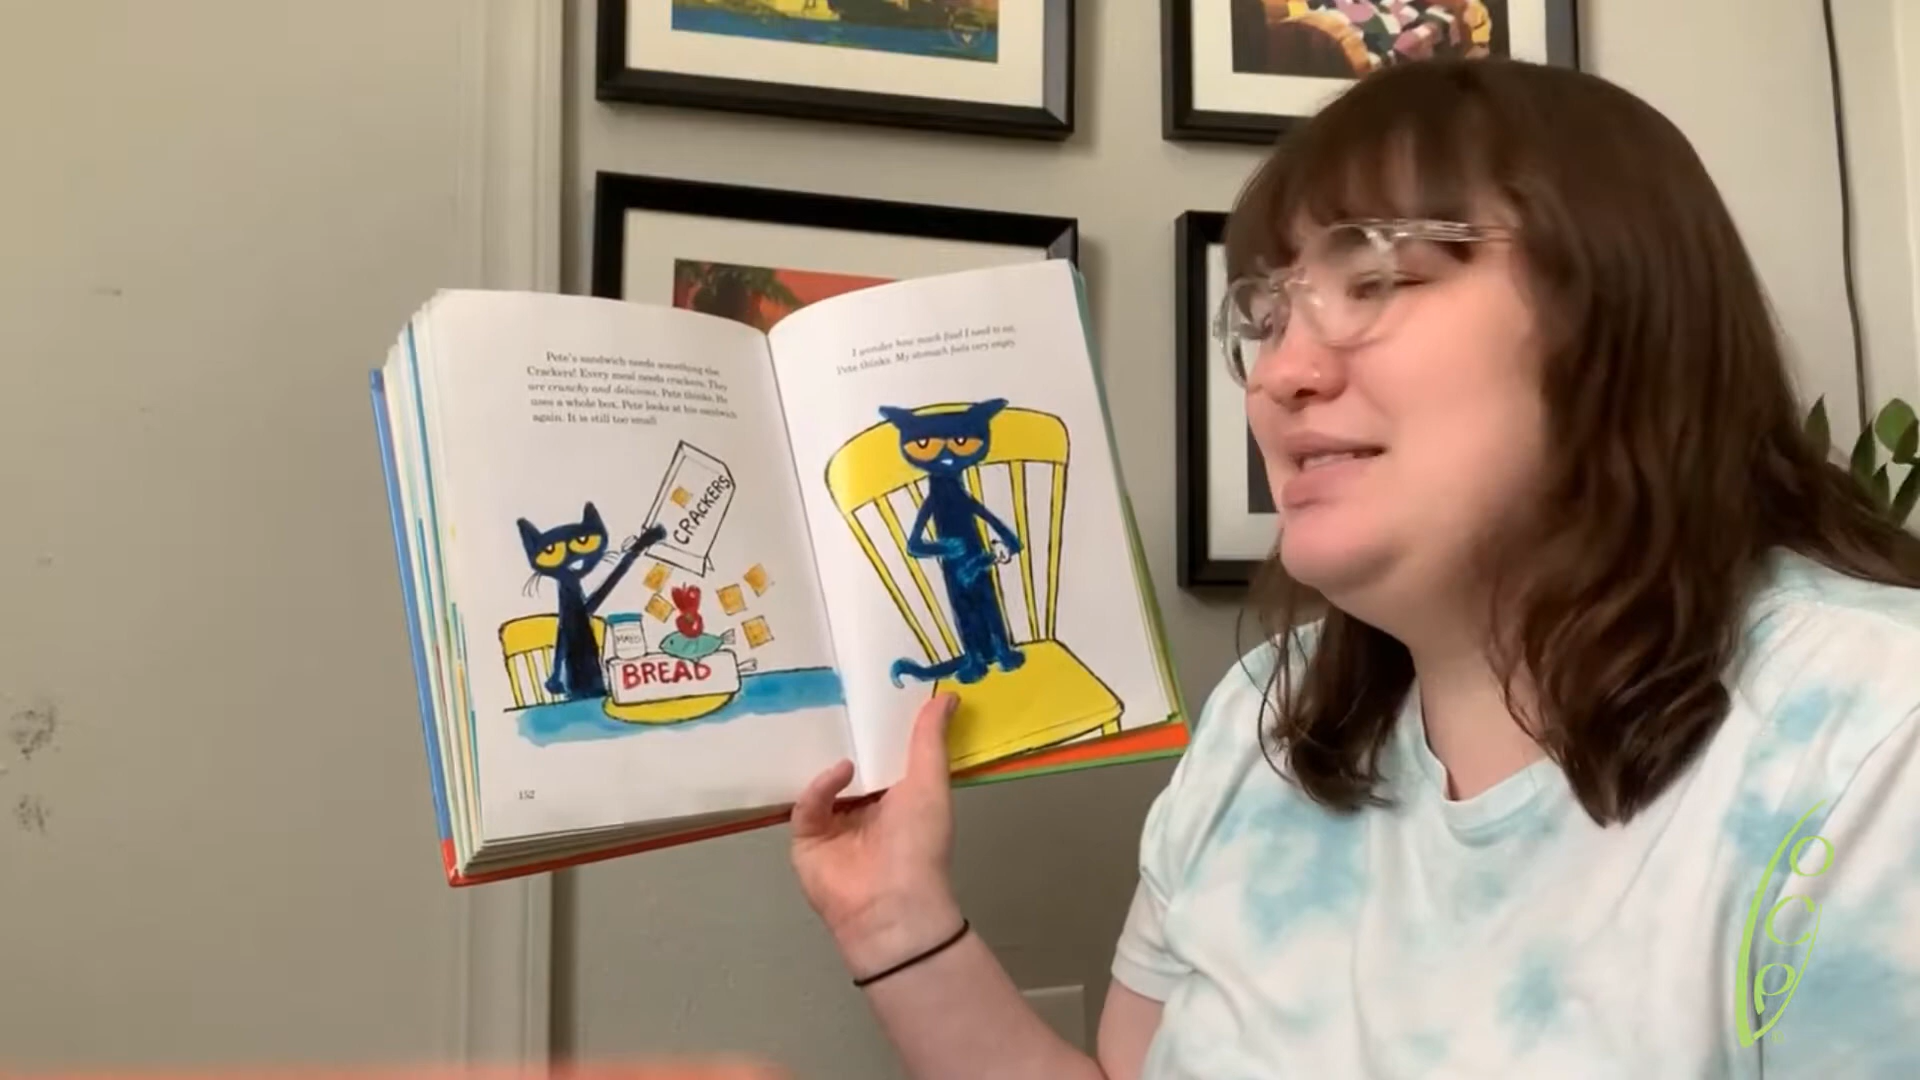 Pete's sandwich needs something else.
Crackers! Every meal needs crackers. They
are crunchy and delicious, Pete thinks. He
uses a whole box. Pete looks at his sandwich
again. It is still too small.
I wonder how much food I need to eat,
Pete thinks. My stomach feels very empty.
CRACKERS
MAYO
BREAD
152
OCP